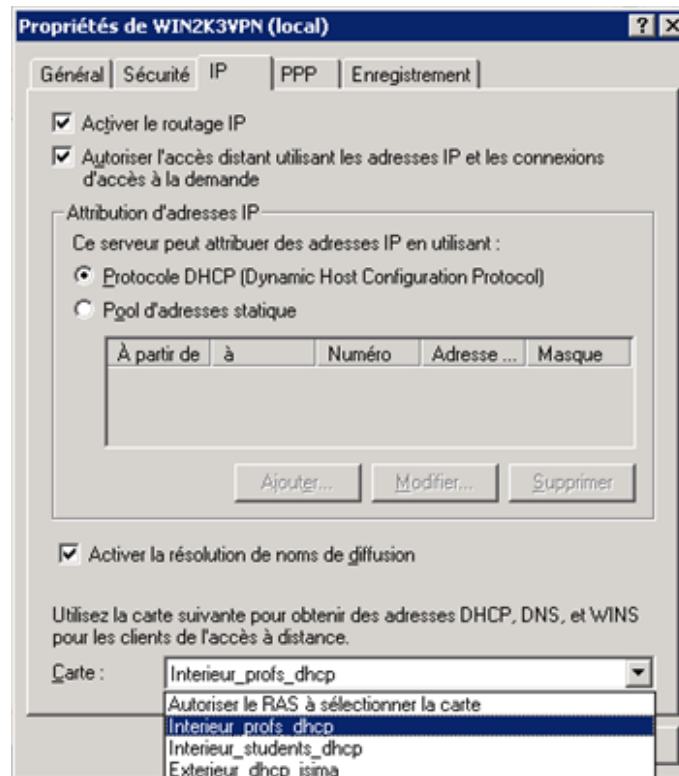 Propriétés de WIN2K3VPN (local)
Général Sécurité IP PPP Enregistrement
Activer le routage IP
Autoriser l'accès distant utilisant les adresses IP et les connexions
d'accès à la demande
Attribution d'adresses IP
Ce serveur peut attribuer des adresses IP en utilisant :
Protocole DHCP (Dynamic Host Configuration Protocol)
Pool d'adresses statique
À partir de à Numéro Adresse ... Masque
Ajouter... Modifier... Supprimer
Activer la résolution de noms de diffusion
Utilisez la carte suivante pour obtenir des adresses DHCP, DNS, et WINS
pour les clients de l'accès à distance.
Carte : Interieur_profs_dhcp
Autoriser le RAS à sélectionner la carte
Interieur_profs_dhcp
Interieur_students_dhcp
Exterieur_dhcp_isima